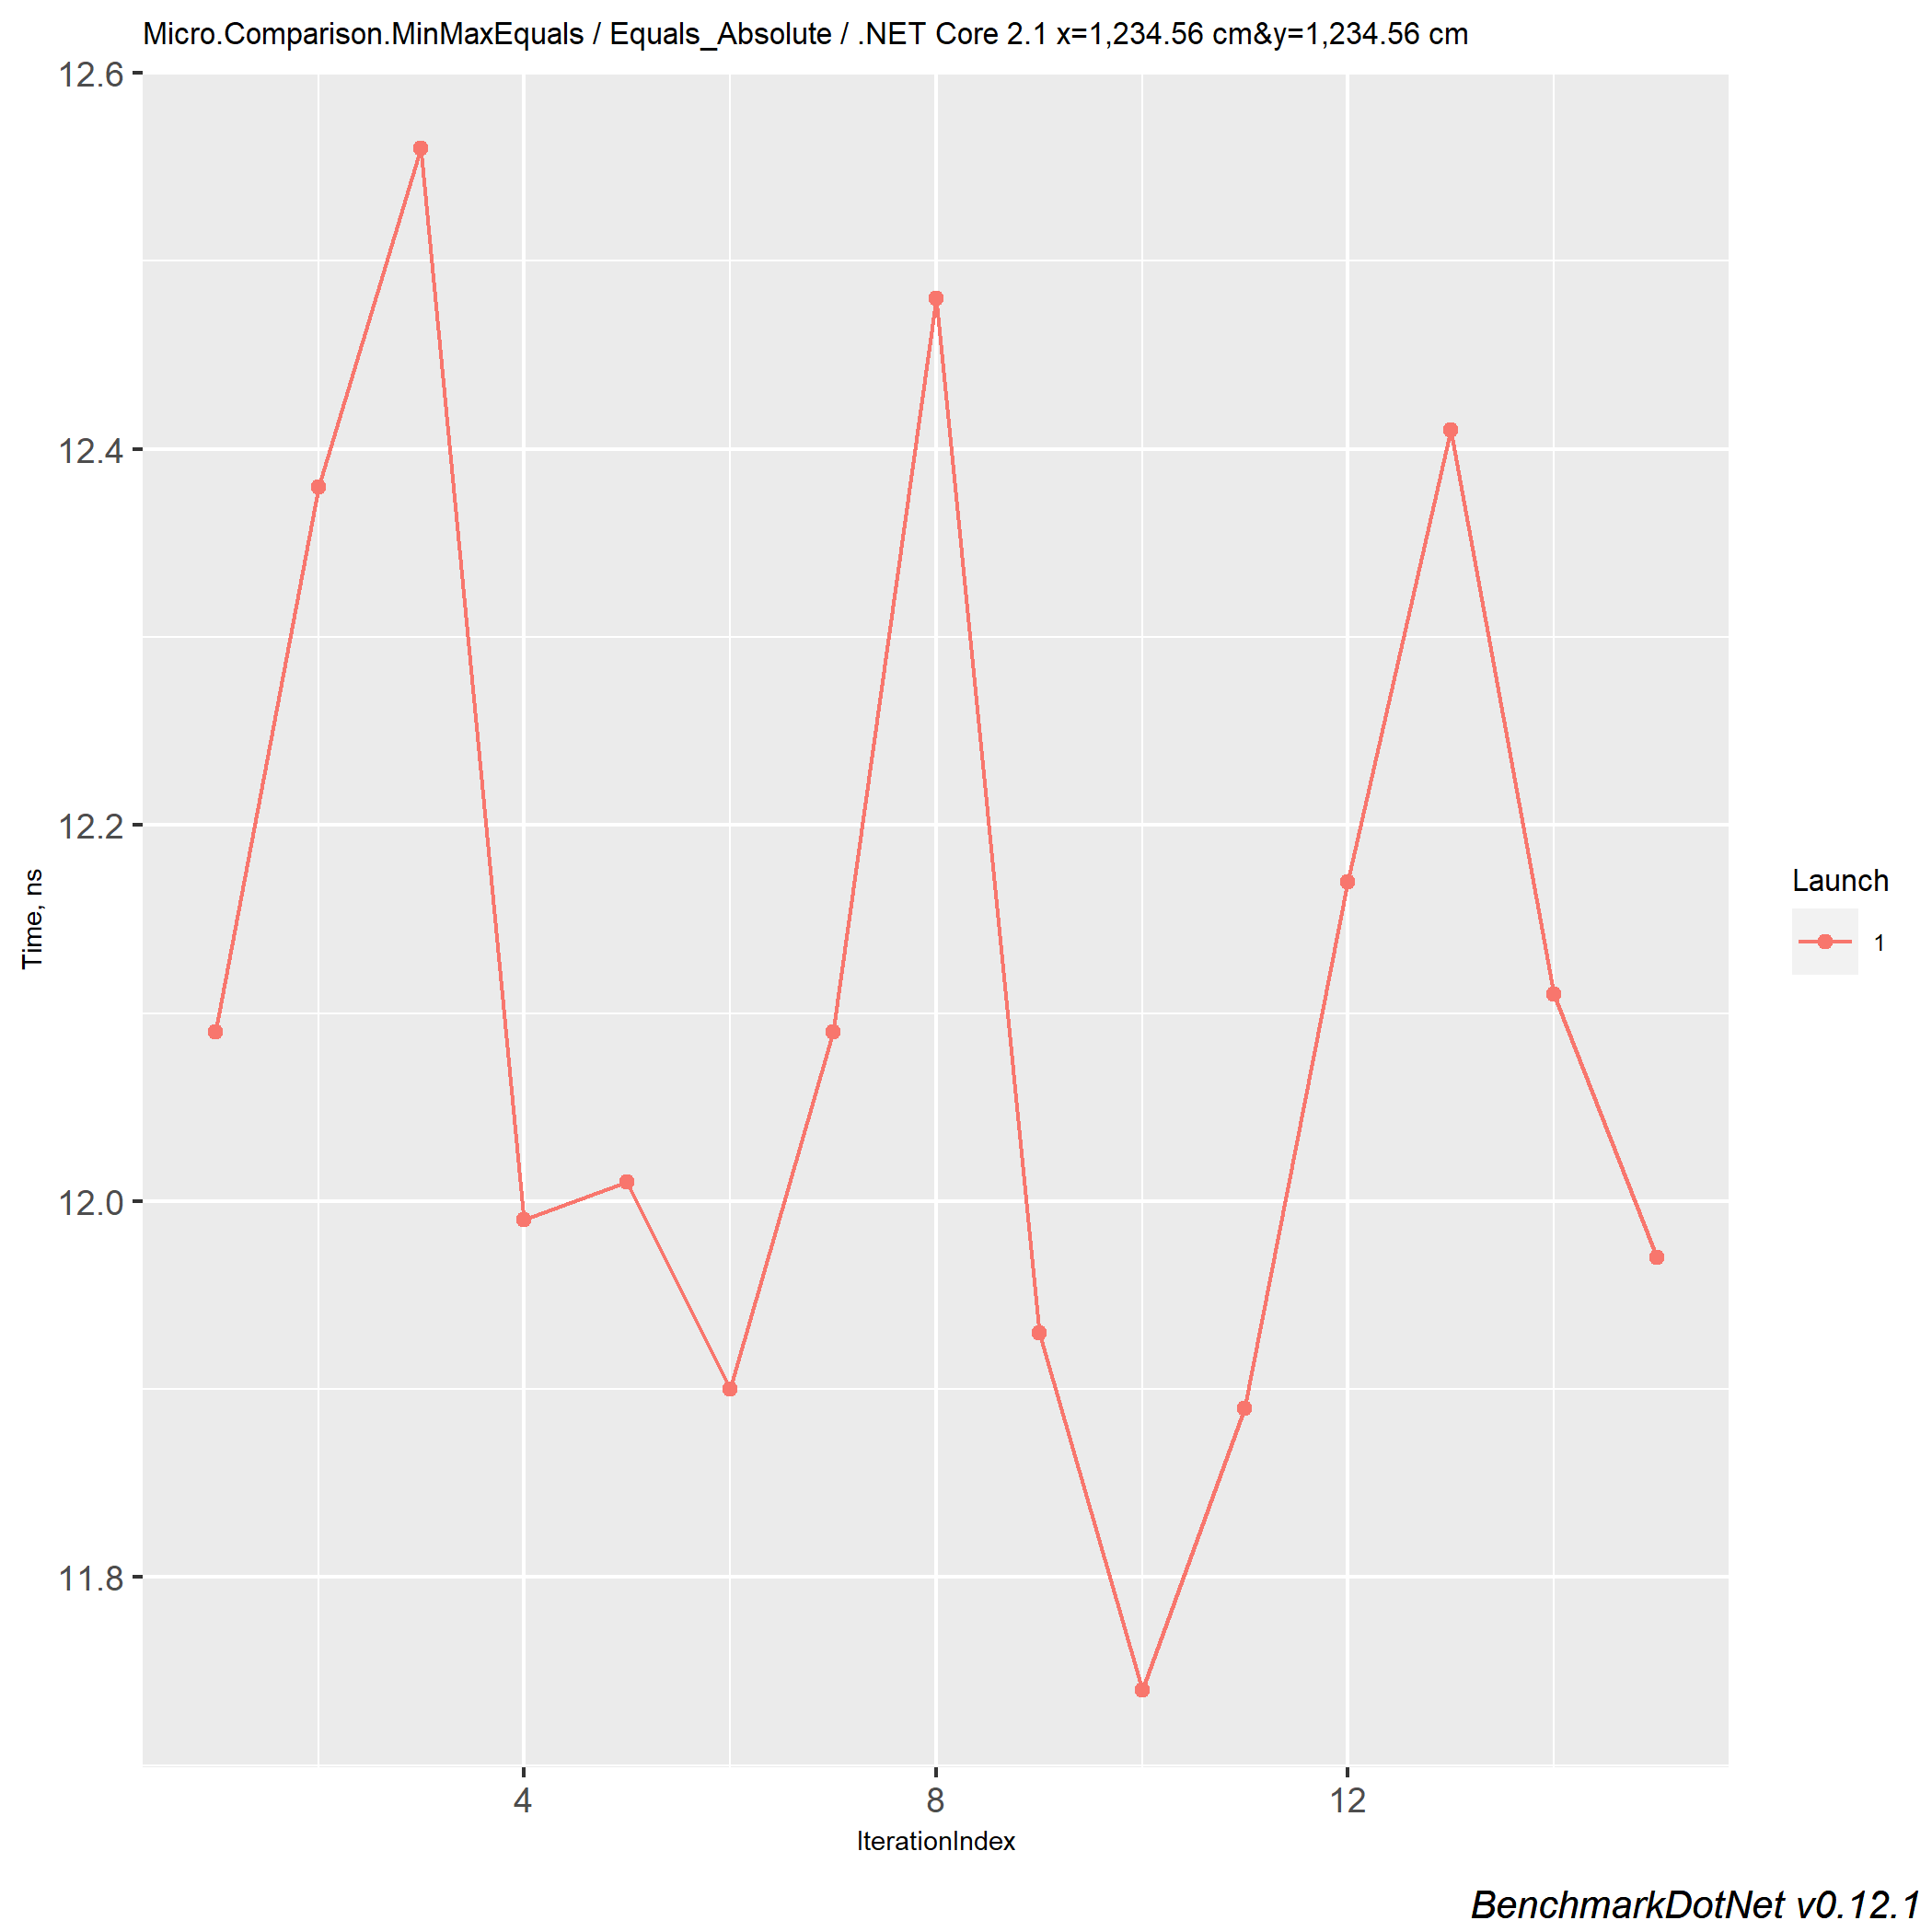 Micro.Comparison.MinMaxEquals / Equals_Absolute / .NET Core 2.1 x=1,234.56 cm&y=1,234.56 cm
12.6
12.4
12.2
12.0
11.8
Time, ns
4
8
12
IterationIndex
Launch
1
BenchmarkDotNet v0.12.1